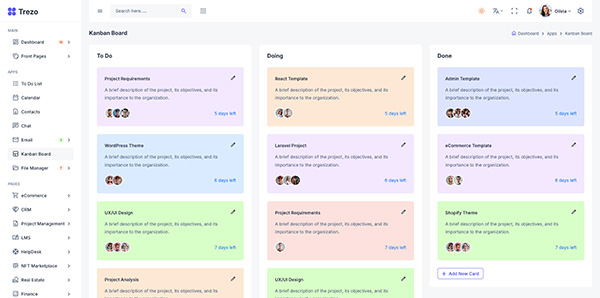 Trezo
Search here.....
Olivia
MAIN
Dashboard
Front Pages
APPS
To Do List
Calendar
Contacts
Chat
Email
Kanban Board
File Manager
PAGES
eCommerce
CRM
Project Management
LMS
HelpDesk
NFT Marketplace
Real Estate
Finance
Kanban Board
Dashboard > Apps > Kanban Board
To Do
Project Requirements
A brief description of the project, its objectives, and its
importance to the organization.
5 days left
WordPress Theme
A brief description of the project, its objectives, and its
importance to the organization.
6 days left
UX/UI Design
A brief description of the project, its objectives, and its
importance to the organization.
7 days left
Project Analysis
A brief description of the project, its objectives, and its
Doing
React Template
A brief description of the project, its objectives, and its
importance to the organization.
5 days left
Laravel Project
A brief description of the project, its objectives, and its
importance to the organization.
6 days left
Project Requirements
A brief description of the project, its objectives, and its
importance to the organization.
7 days left
UX/UI Design
A brief description of the project, its objectives, and its
Done
Admin Template
A brief description of the project, its objectives, and its
importance to the organization.
5 days left
eCommerce Template
A brief description of the project, its objectives, and its
importance to the organization.
6 days left
Shopify Theme
A brief description of the project, its objectives, and its
importance to the organization.
7 days left
+ Add New Card